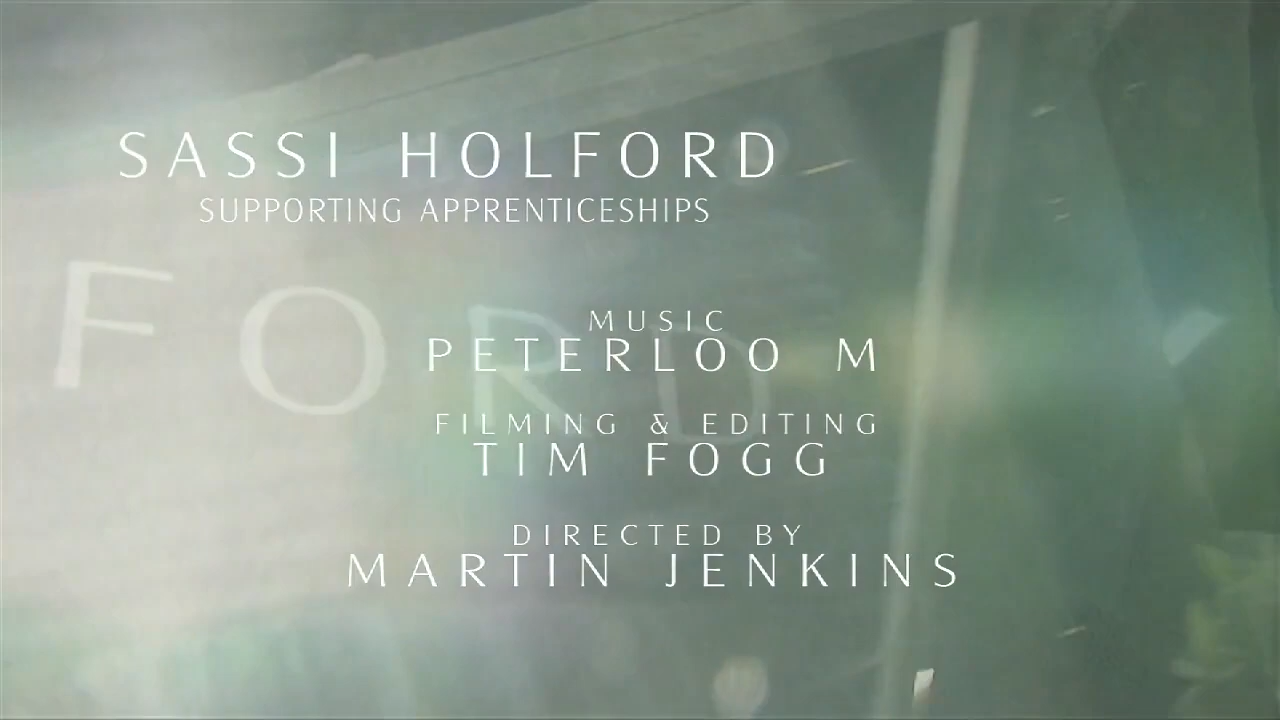 SASSI HOLFORD
SUPPORTING APPRENTICESHIPS
FORD
MUSIC
PETERLOO M
FILMING & EDITING
TIM FOGG
DIRECTED BY
MARTIN JENKINS